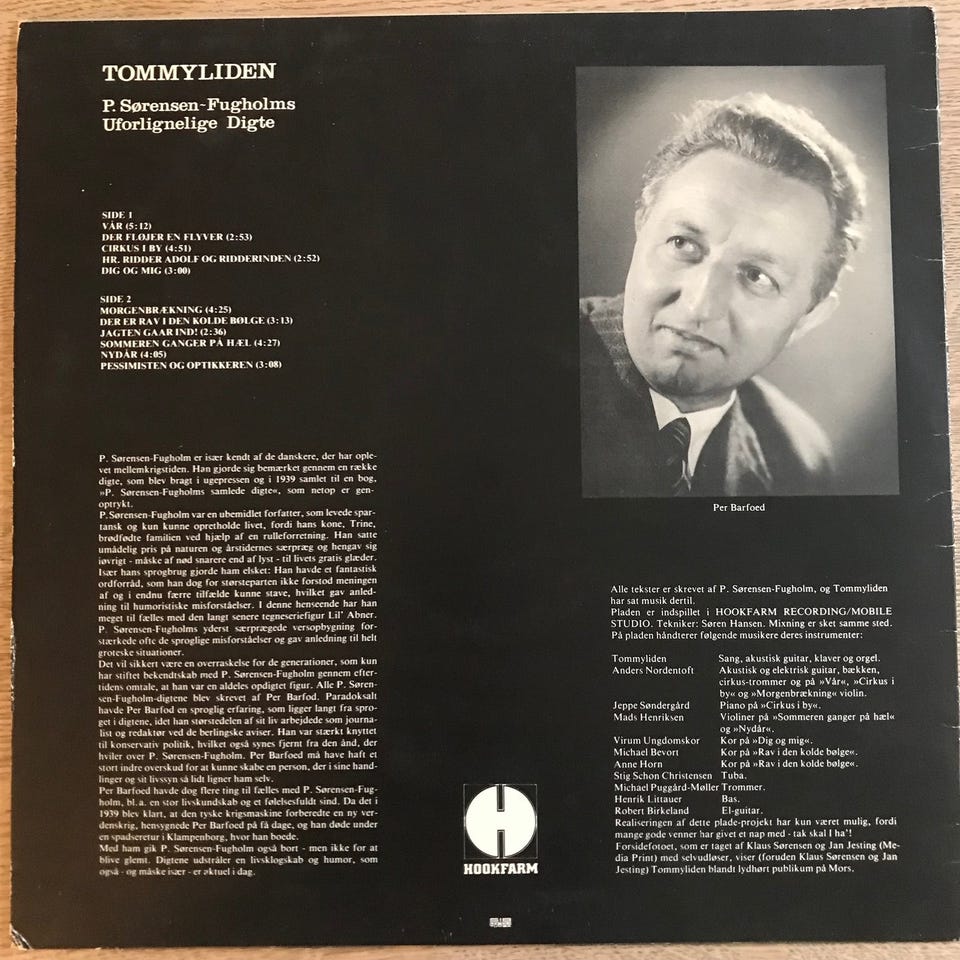 TOMMYLIDEN
P. Sørensen-Fugholms
Uforlignelige Digte
SIDE 1
VÅR (5:12)
DER FLØJER EN FLYVER (2:53)
CIRKUS I BY (4:51)
HR. RIDDER ADOLF OG RIDDERINDEN (2:52)
DIG OG MIG (3:00)
SIDE 2
MORGENBRÆKNING (4:25)
DER ER RAV I DEN KOLDE BØLGE (3:13)
JAGTEN GAAR IND! (2:36)
SOMMEREN GANGER PÅ HÆL (4:27)
NYDÅR (4:05)
PESSIMISTEN OG OPTIKKEREN (3:08)
P. Sørensen-Fugholm er især kendt af de danskere, der har ople-
vet mellemkrigstiden. Han gjorde sig bemærket gennem en række
digte, som blev bragt i ugepressen og i 1939 samlet til en bog,
»P. Sørensen-Fugholms samlede digte«, som netop er gen-
optrykt.
P. Sørensen-Fugholm var en ubemidlet forfatter, som levede spar-
tansk og kun kunne opretholde livet, fordi hans kone, Trine,
brødfødte familien ved hjælp af en rulleforretning. Han satte
umådelig pris på naturen og årstidernes særpræg og hengav sig
iøvrigt - måske af nød snarere end af lyst - til livets gratis glæder.
Især hans sprogbrug gjorde ham elsket: Han havde et fantastisk
ordforråd, som han dog for størsteparten ikke forstod meningen
af og i endnu færre tilfælde kunne stave, hvilket gav anled-
ning til humoristiske misforståelser. I denne henseende har han
meget til fælles med den langt senere tegneseriefigur Lil' Abner.
P. Sørensen-Fugholms yderst særprægede versopbygning for-
stærkede ofte de sproglige misforståelser og gav anledning til helt
groteske situationer.
Det vil sikkert være en overraskelse for de generationer, som kun
har stiftet bekendtskab med P. Sørensen-Fugholm gennem efter-
tidens omtale, at han var en aldeles opdigtet figur. Alle P. Søren-
sen-Fugholm-digtene blev skrevet af Per Barfod. Paradoksalt
havde Per Barfod en sproglig erfaring, som ligger langt fra spro-
get i digtene, idet han størstedelen af sit liv arbejdede som journa-
list og redaktør ved de berlingske aviser. Han var stærkt knyttet
til konservativ politik, hvilket også synes fjernt fra den ånd, der
hviler over P. Sørensen-Fugholm. Per Barfod må have haft et
stort indre overskud for at kunne skabe en person, der i sine hand-
linger og sit livssyn så lidt ligner ham selv.
Per Barfod havde dog flere ting til fælles med P. Sørensen-Fug-
holm, bl.a. en stor livskundskab og et følelsesfuldt sind. Da det i
1939 blev klart, at den tyske krigsmaskine forberedte en ny ver-
denskrig, hensygnede Per Barfod på få dage, og han døde under
en spadseretur i Klampenborg, hvor han boede.
Med ham gik P. Sørensen-Fugholm også bort - men ikke for at
blive glemt. Digtene udstråler en livsklogskab og humor, som
også - og måske især - er aktuel i dag.
HOOKFARM
Per Barfoed
Alle tekster er skrevet af P. Sørensen-Fugholm, og Tommyliden
har sat musik dertil.
Pladen er indspillet i HOOKFARM RECORDING/MOBILE
STUDIO. Tekniker: Søren Hansen. Mixning er sket samme sted.
På pladen håndterer følgende musikere deres instrumenter:
Tommyliden Sang, akustisk guitar, klaver og orgel.
Anders Nordentoft Akustisk og elektrisk guitar, bækken,
cirkus-trommer og på »Vår«, »Cirkus i
by« og »Morgenbrækning« violin.
Jeppe Søndergård Piano på »Cirkus i by«.
Mads Henriksen Violiner på »Sommeren ganger på hæl«
og »Nydår«.
Virum Ungdomskor Kor på »Dig og mig«.
Michael Bevort Kor på »Rav i den kolde bølge«.
Anne Horn Kor på »Rav i den kolde bølge«.
Stig Schon Christensen Tuba.
Michael Puggård-Møller Trommer.
Henrik Littauer Bas.
Robert Birkeland El-guitar.
Realiseringen af dette plade-projekt har kun været mulig, fordi
mange gode venner har givet et nap med - tak skal I ha'!
Forsidefotoet, som er taget af Klaus Sørensen og Jan Jesting (Me-
dia Print) med selvudløser, viser (foruden Klaus Sørensen og Jan
Jesting) Tommyliden blandt lydhørt publikum på Mors.